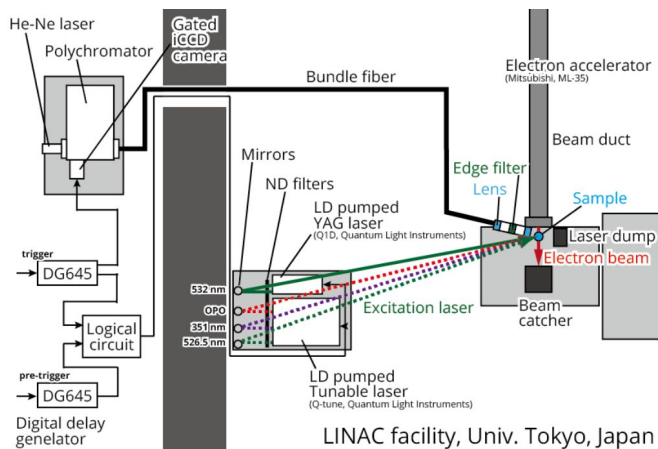 He-Ne laser
Polychromator
Gated
iCCD
camera
Bundle fiber
Electron accelerator
(Mitsubishi, ML-35)
Beam duct
Mirrors
ND filters
LD pumped
YAG laser
(Q1D, Quantum Light Instruments)
Edge filter
Lens
Sample
Laser dump
Electron beam
Beam
catcher
Excitation laser
532 nm
OPO
351 nm
526.5 nm
LD pumped
Tunable laser
(Q-tune, Quantum Light Instruments)
trigger
DG645
Logical
circuit
pre-trigger
DG645
Digital delay
genelator
LINAC facility, Univ. Tokyo, Japan